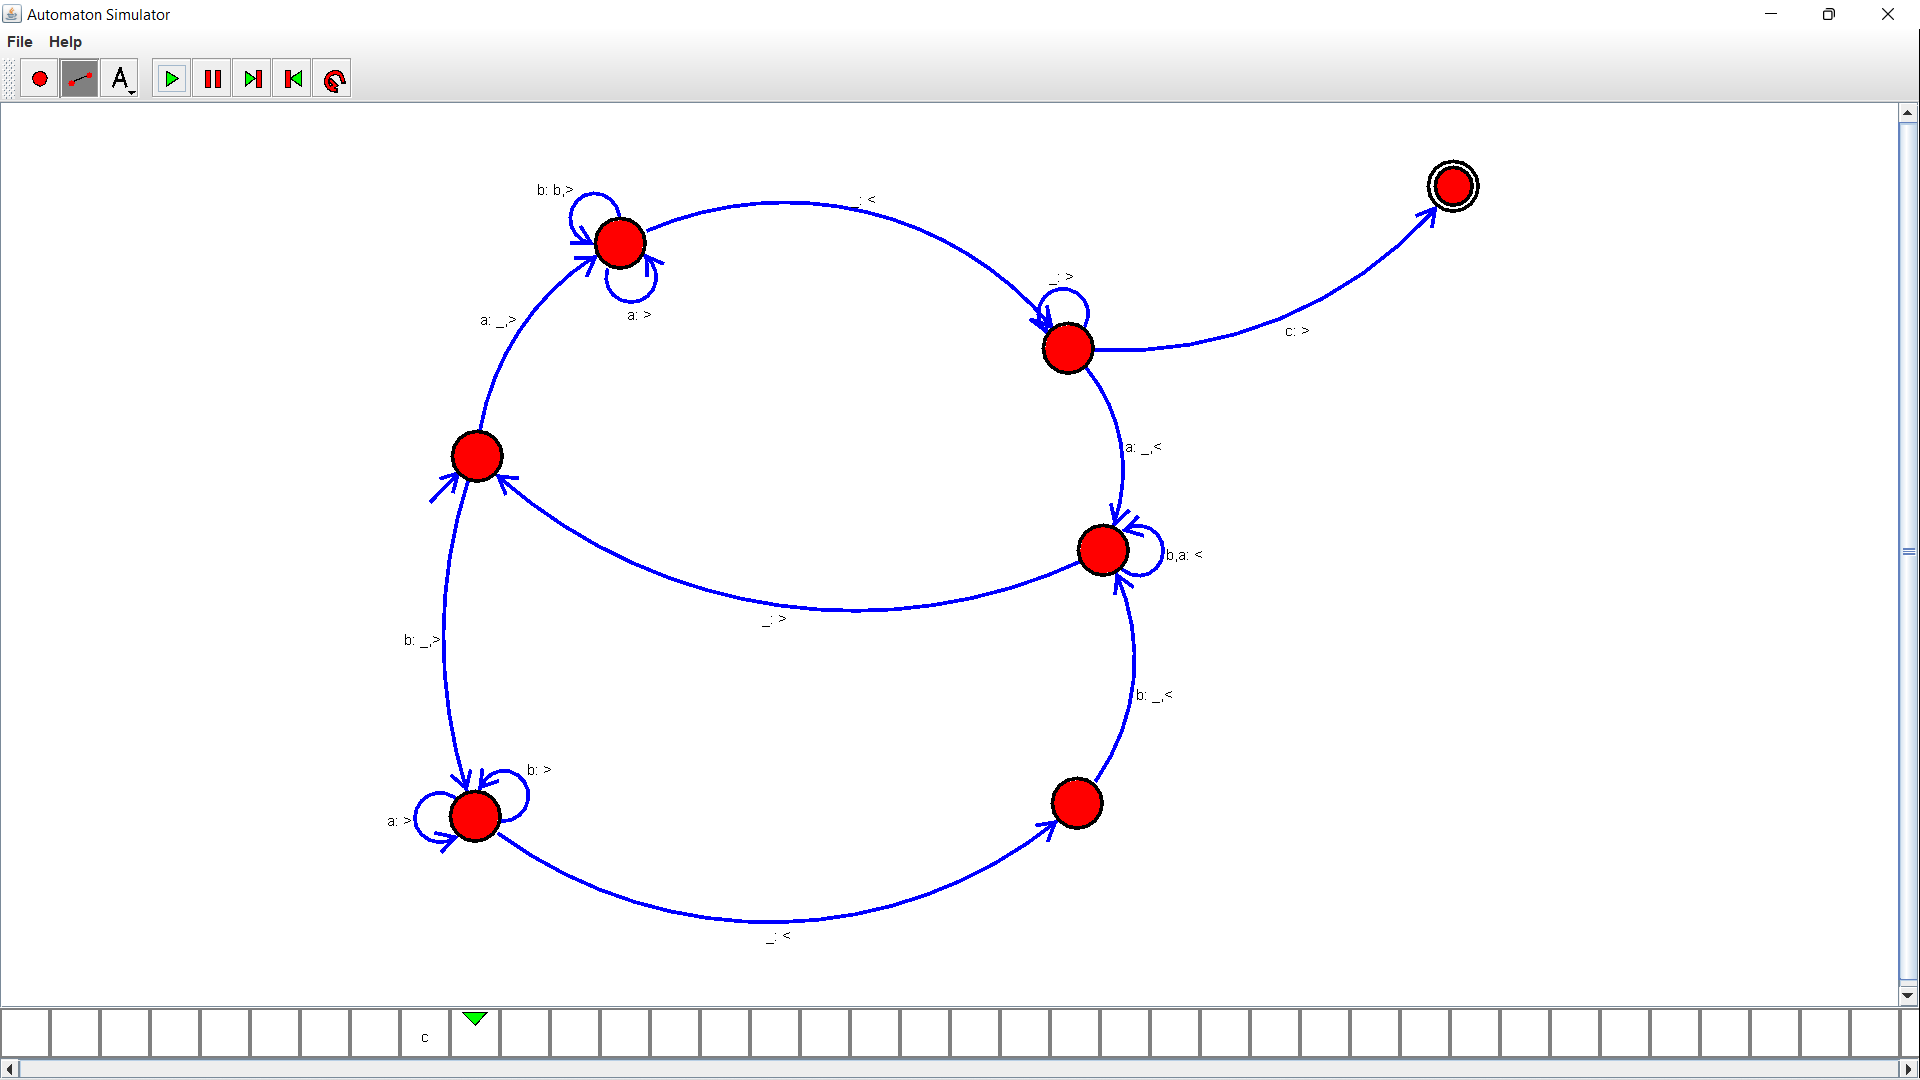 Automaton Simulator
File Help
A
b: b,>
_: <
_: >
a: >
a: _,>
c: >
a: _,<
b,a: <
_: >
b: _,>
b: _,<
b: >
a: >
_: <
c